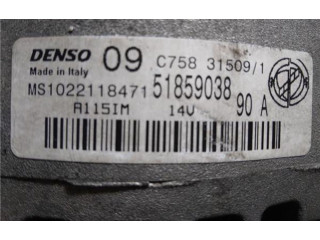 DENSO 09 C758 31509/1
Made in Italy
MS1022118471 51859038
A115IM 14V 90 A